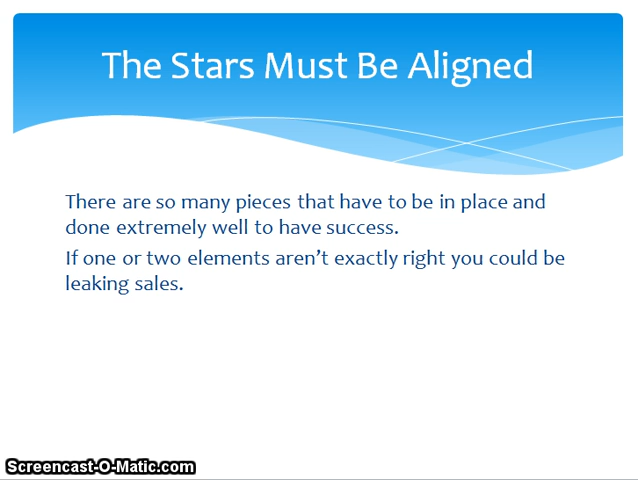 The Stars Must Be Aligned
There are so many pieces that have to be in place and
done extremely well to have success.
If one or two elements aren’t exactly right you could be
leaking sales.
Screencast-O-Matic.com